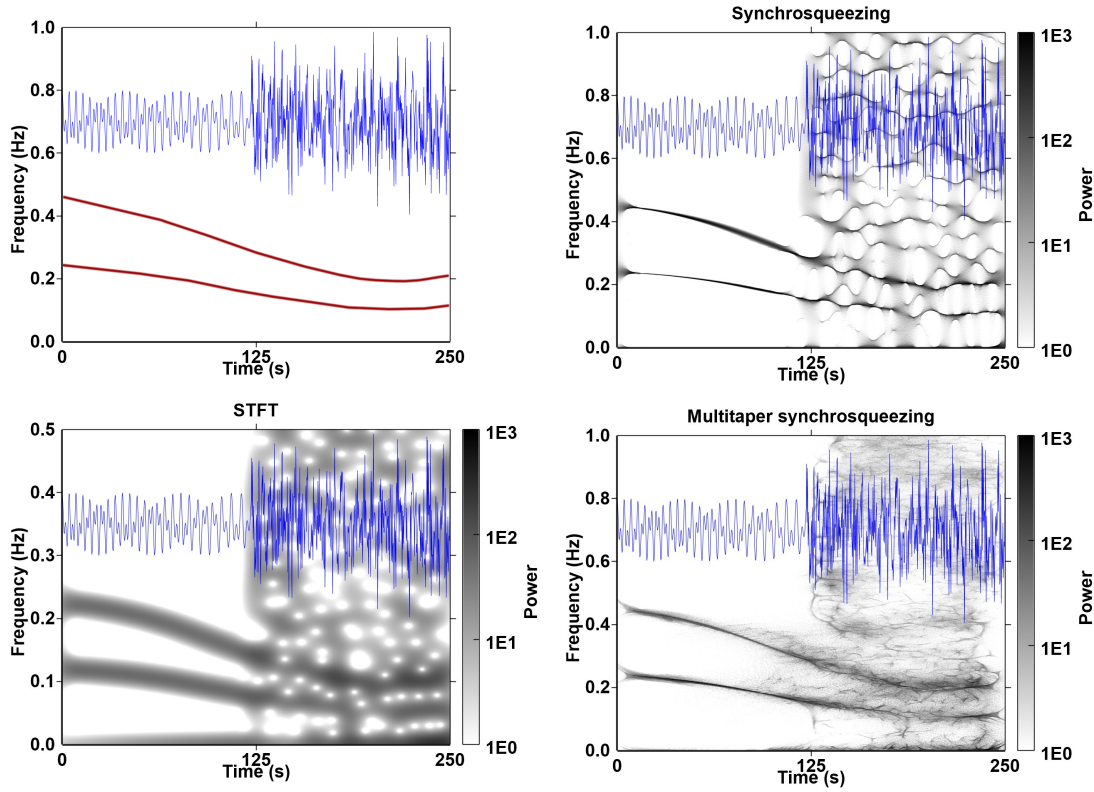 1.0
0.8
0.6
0.4
0.2
0.0
Frequency (Hz)
0
125
250
Time (s)
Synchrosqueezing
1.0
0.8
0.6
0.4
0.2
0.0
Frequency (Hz)
0
125
250
Time (s)
1E3
1E2
1E1
1E0
Power
STFT
0.5
0.4
0.3
0.2
0.1
0.0
Frequency (Hz)
0
125
250
Time (s)
1E3
1E2
1E1
1E0
Power
Multitaper synchrosqueezing
1.0
0.8
0.6
0.4
0.2
0.0
Frequency (Hz)
0
125
250
Time (s)
1E3
1E2
1E1
1E0
Power